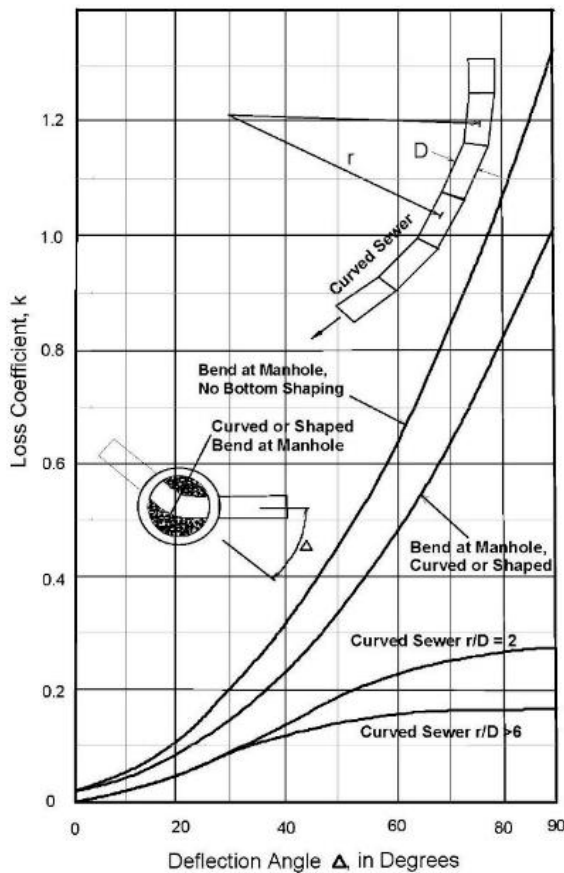 1.2
1.0
0.8
0.6
0.4
0.2
0
Loss Coefficient, k
r
D
Curved Sewer
Bend at Manhole,
No Bottom Shaping
Curved or Shaped
Bend at Manhole
Δ
Bend at Manhole,
Curved or Shaped
Curved Sewer r/D = 2
Curved Sewer r/D >6
0
20
40
60
80
90
Deflection Angle Δ, in Degrees